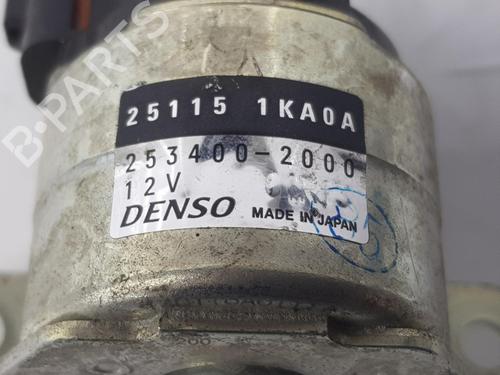 25115 1KA0A
253400-2000
12V
DENSO MADE IN JAPAN
B-PARTS